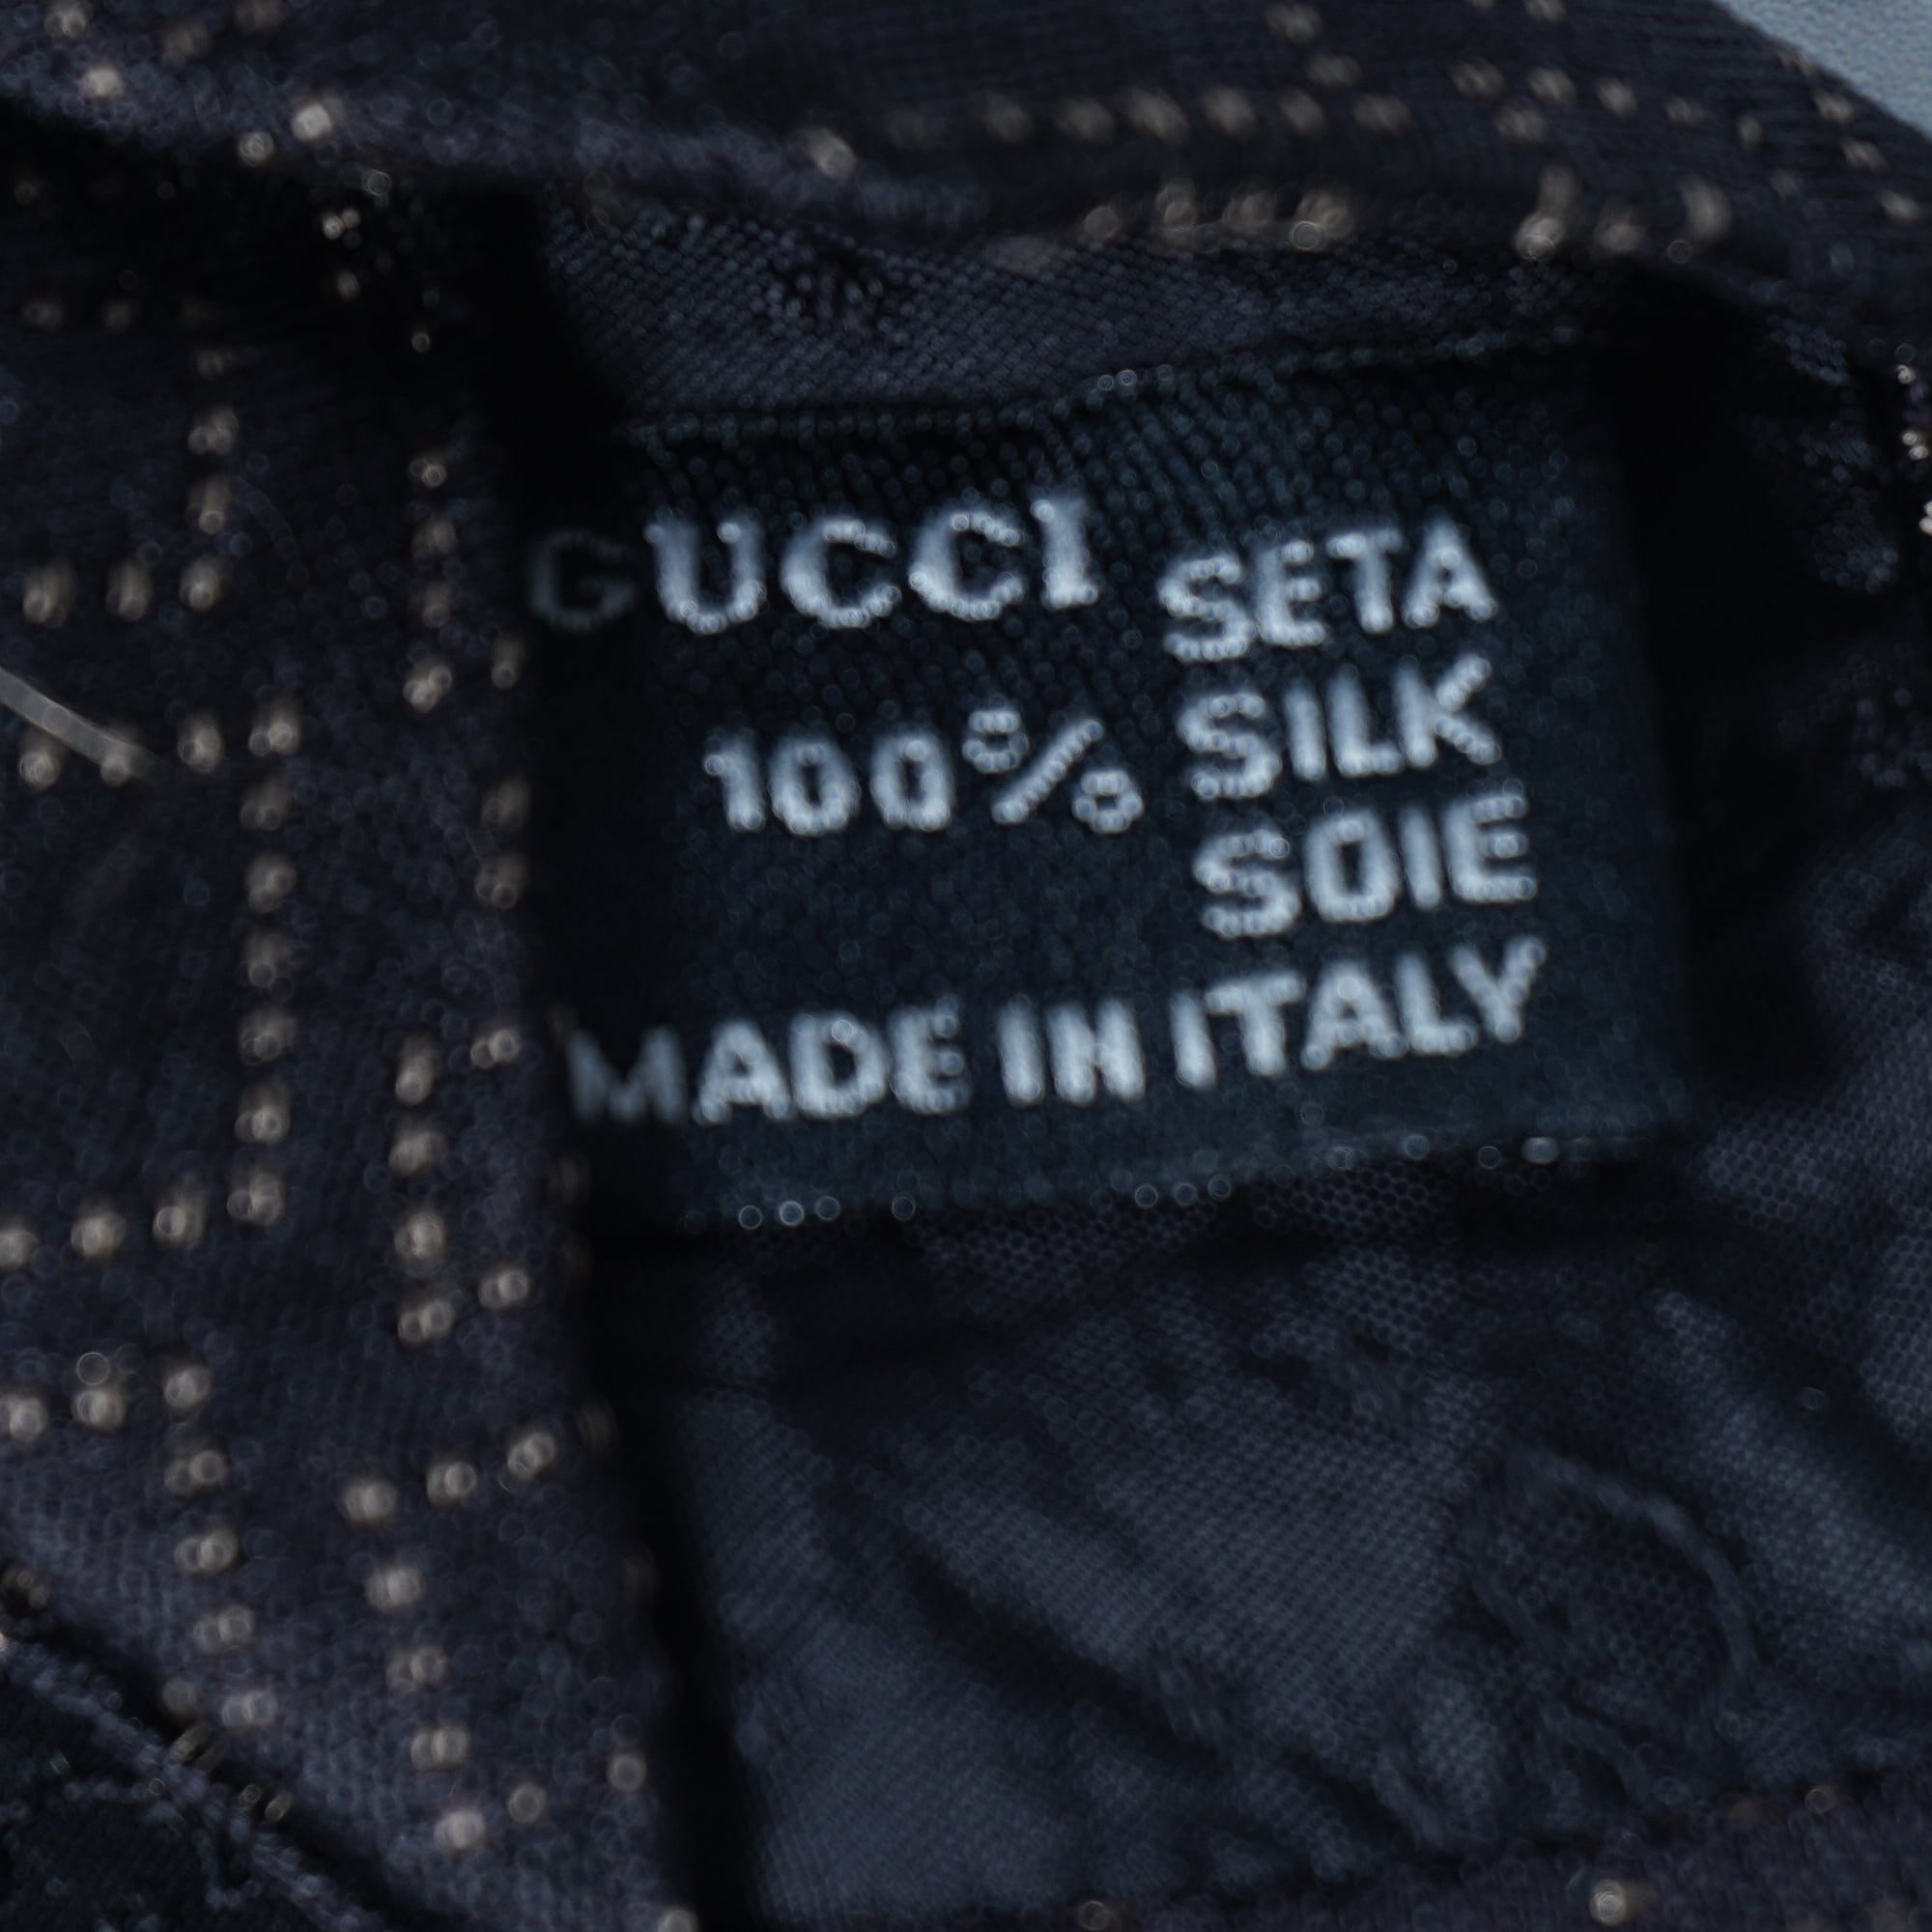 GUCCI SETA
100% SILK
SOIE
MADE IN ITALY